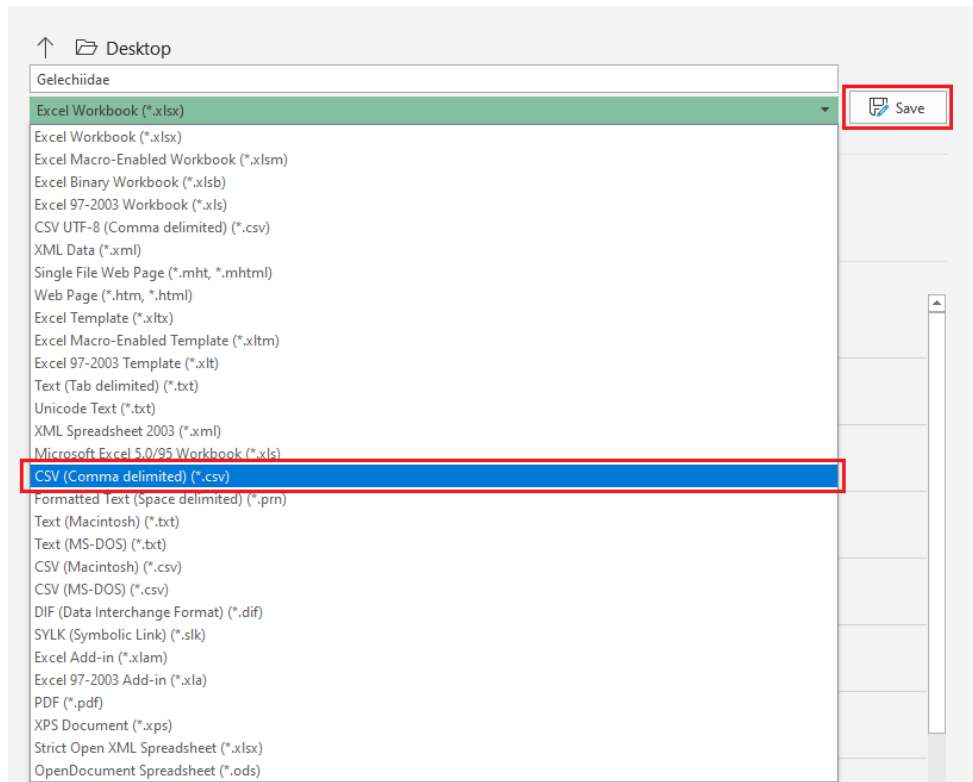 Desktop
Gelechiidae
Excel Workbook (*.xlsx)
Save
Excel Workbook (*.xlsx)
Excel Macro-Enabled Workbook (*.xlsm)
Excel Binary Workbook (*.xlsb)
Excel 97-2003 Workbook (*.xls)
CSV UTF-8 (Comma delimited) (*.csv)
XML Data (*.xml)
Single File Web Page (*.mht, *.mhtml)
Web Page (*.htm, *.html)
Excel Template (*.xltx)
Excel Macro-Enabled Template (*.xltm)
Excel 97-2003 Template (*.xlt)
Text (Tab delimited) (*.txt)
Unicode Text (*.txt)
XML Spreadsheet 2003 (*.xml)
Microsoft Excel 5.0/95 Workbook (*.xls)
CSV (Comma delimited) (*.csv)
Formatted Text (Space delimited) (*.prn)
Text (Macintosh) (*.txt)
Text (MS-DOS) (*.txt)
CSV (Macintosh) (*.csv)
CSV (MS-DOS) (*.csv)
DIF (Data Interchange Format) (*.dif)
SYLK (Symbolic Link) (*.slk)
Excel Add-in (*.xlam)
Excel 97-2003 Add-in (*.xla)
PDF (*.pdf)
XPS Document (*.xps)
Strict Open XML Spreadsheet (*.xlsx)
OpenDocument Spreadsheet (*.ods)